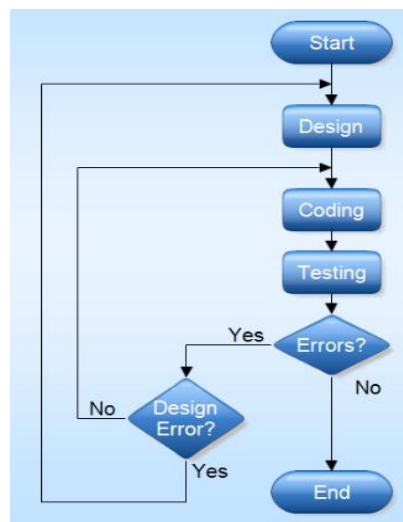 Start
Design
Coding
Testing
Yes
Errors?
No
No
Design
Error?
Yes
End